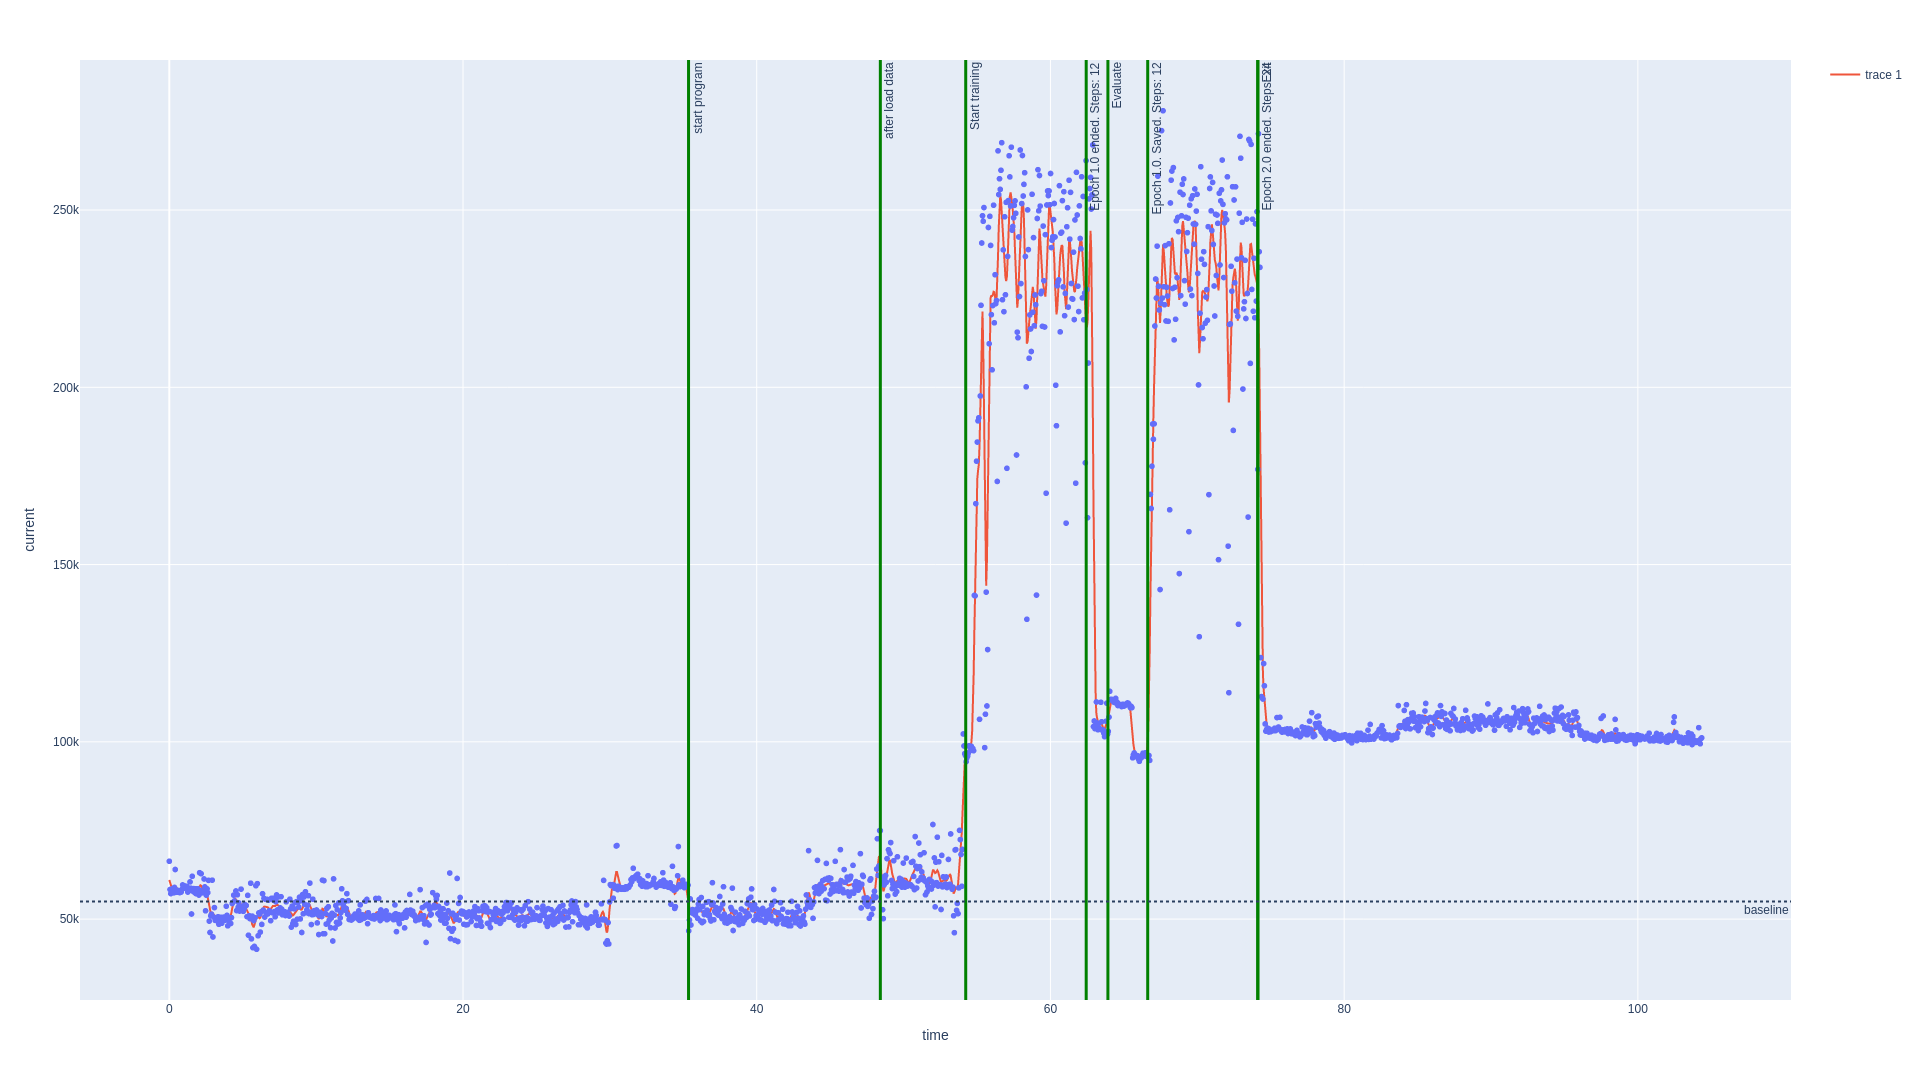 start program
after load data
Start training
Epoch 1.0 ended. Steps: 12
Evaluate
Epoch 1.0. Saved. Steps: 12
Epoch 2.0 ended. Steps: 24
Exit
trace 1
250k
200k
150k
100k
50k
current
baseline
0
20
40
60
80
100
time